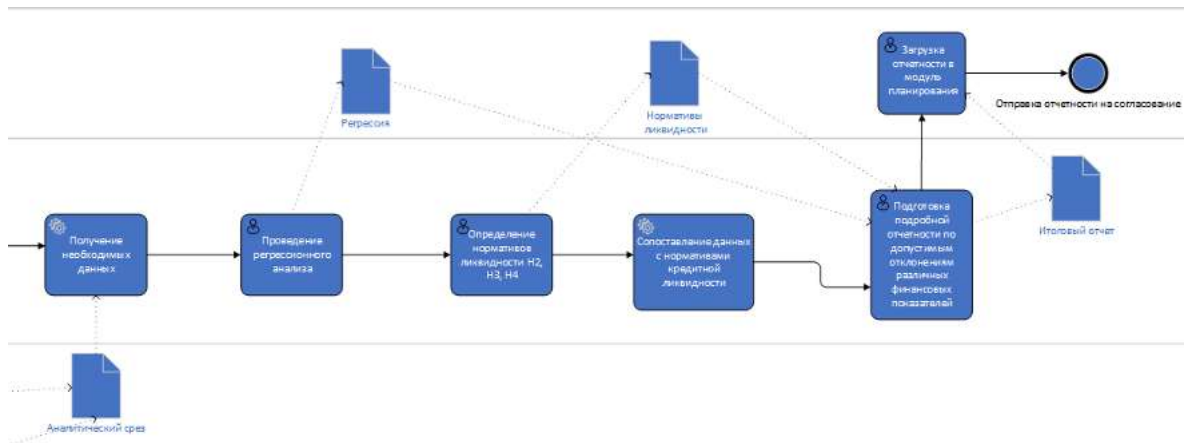 Загрузка
отчетности в
модуль
планирования
Отправка отчетности на согласование
Регрессия
Нормативы
ликвидности
Получение
необходимых
данных
Проведение
регрессионного
анализа
Определение
нормативов
ликвидности Н2,
Н3, Н4
Сопоставление данных
с нормативами
кредитной
ликвидности
Подготовка
подробной
отчетности по
допустимым
отклонениям
различных
финансовых
показателей
Итоговый отчет
Аналитический срез